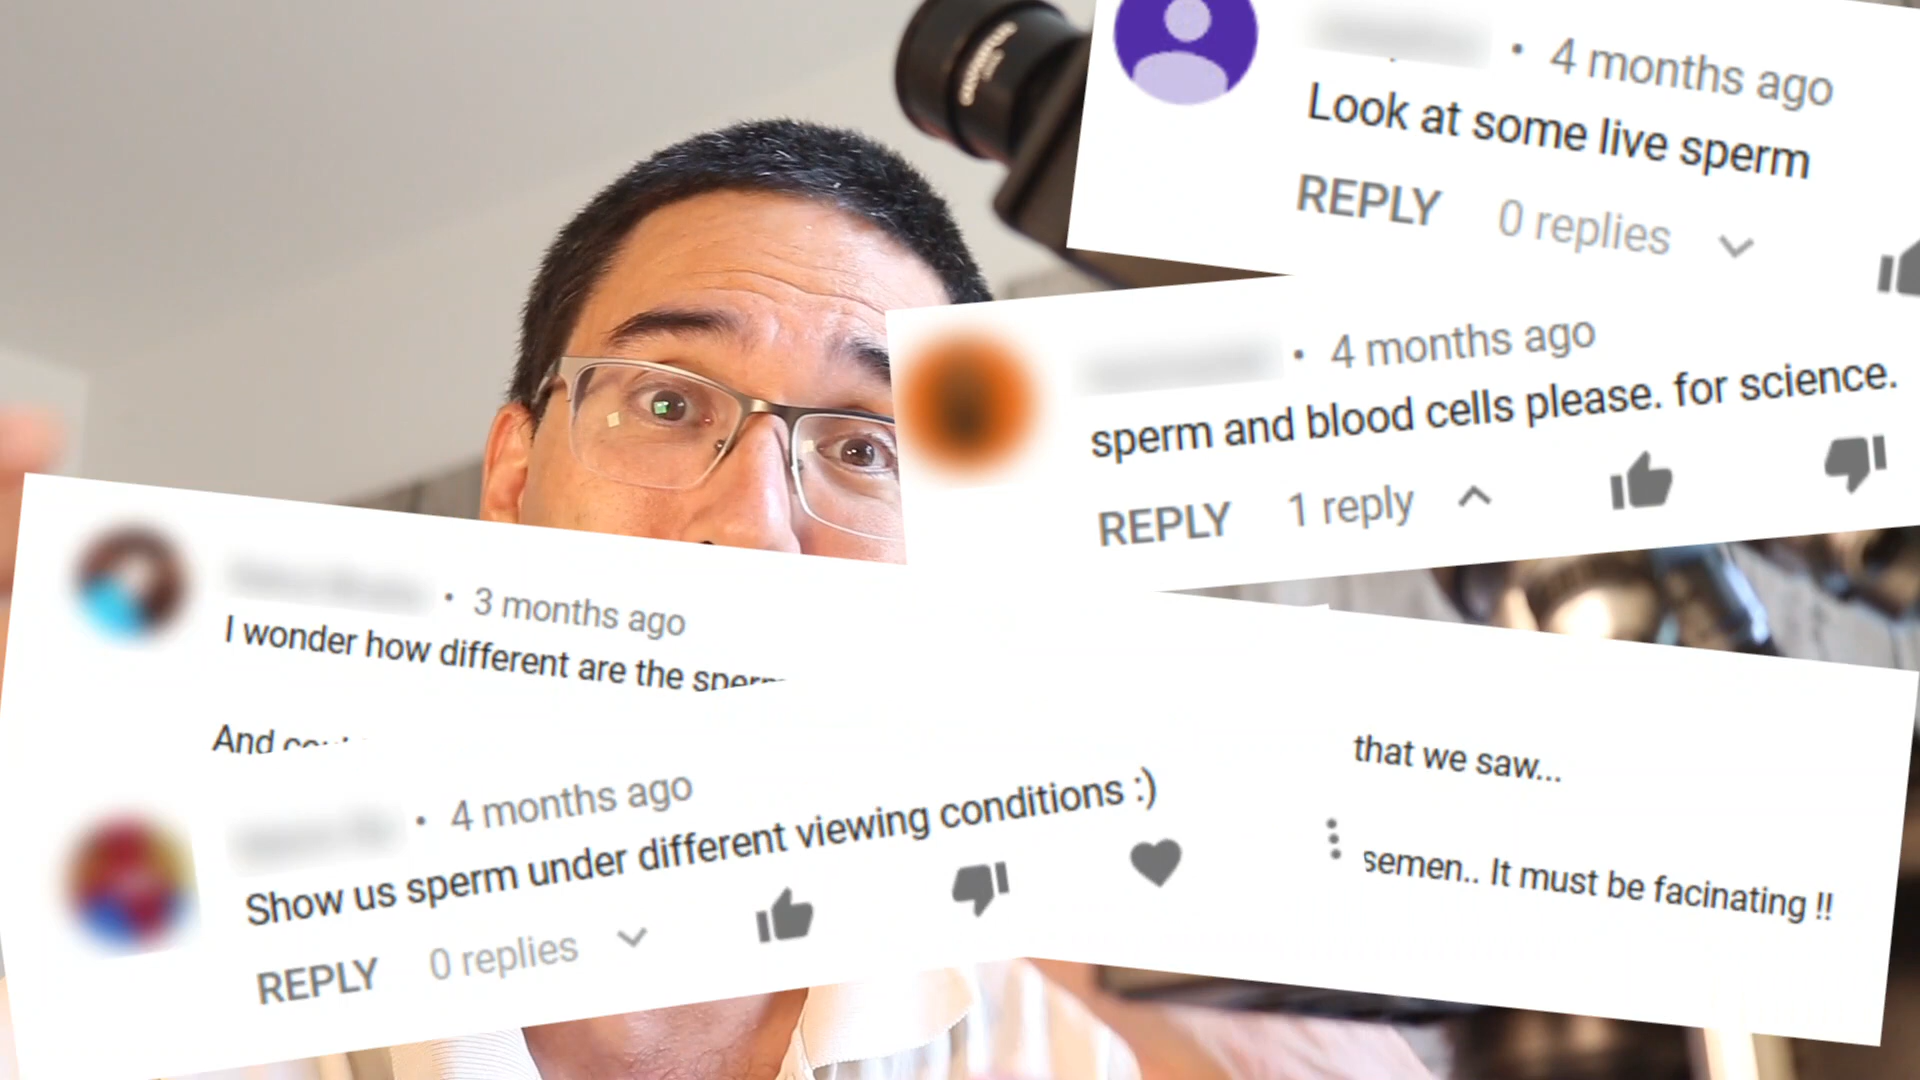 • 4 months ago
Look at some live sperm
REPLY 0 replies
• 4 months ago
sperm and blood cells please. for science.
REPLY 1 reply
• 3 months ago
I wonder how different are the sperm
And
that we saw...
semen.. It must be facinating !!
• 4 months ago
Show us sperm under different viewing conditions :)
REPLY 0 replies